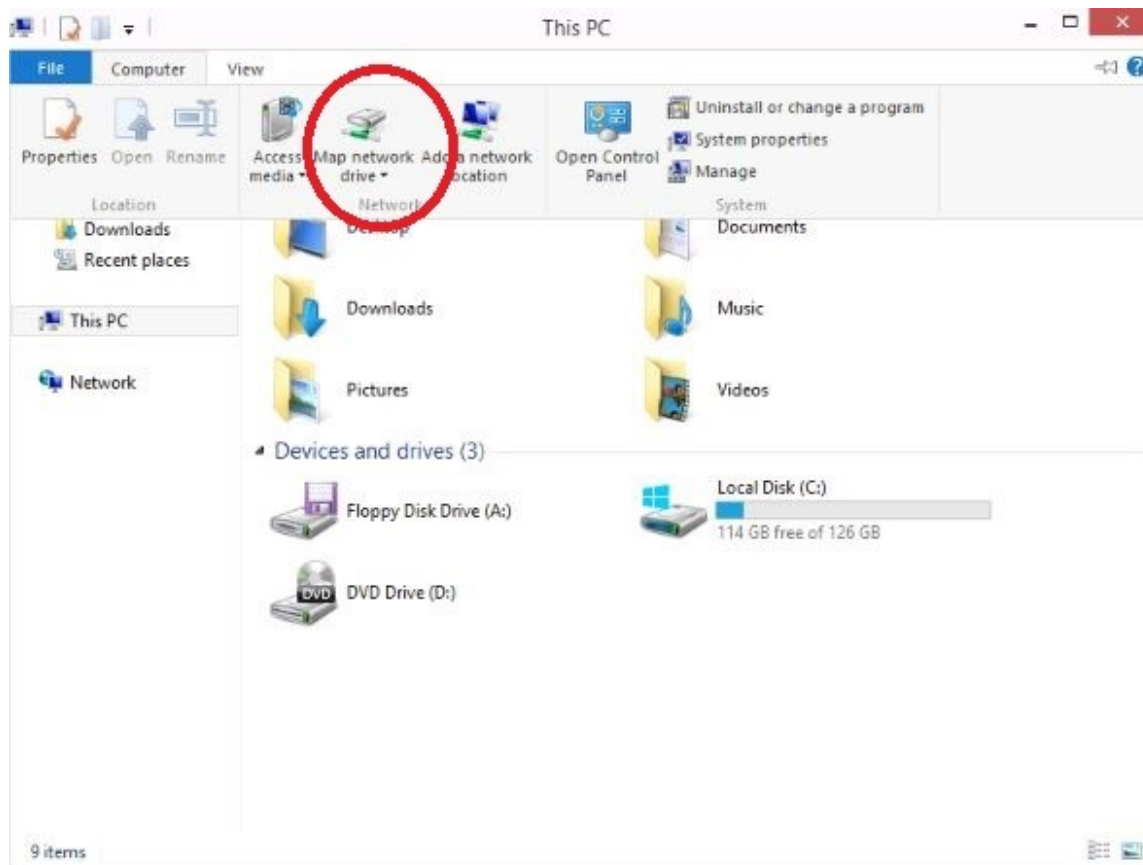 This PC
File Computer View
Properties Open Rename
Location
Access media
Map network drive
Add a network location
Network
Open Control Panel
Uninstall or change a program
System properties
Manage
System
Downloads
Recent places
This PC
Network
Desktop
Documents
Downloads
Music
Pictures
Videos
Devices and drives (3)
Floppy Disk Drive (A:)
Local Disk (C:)
114 GB free of 126 GB
DVD
DVD Drive (D:)
9 items